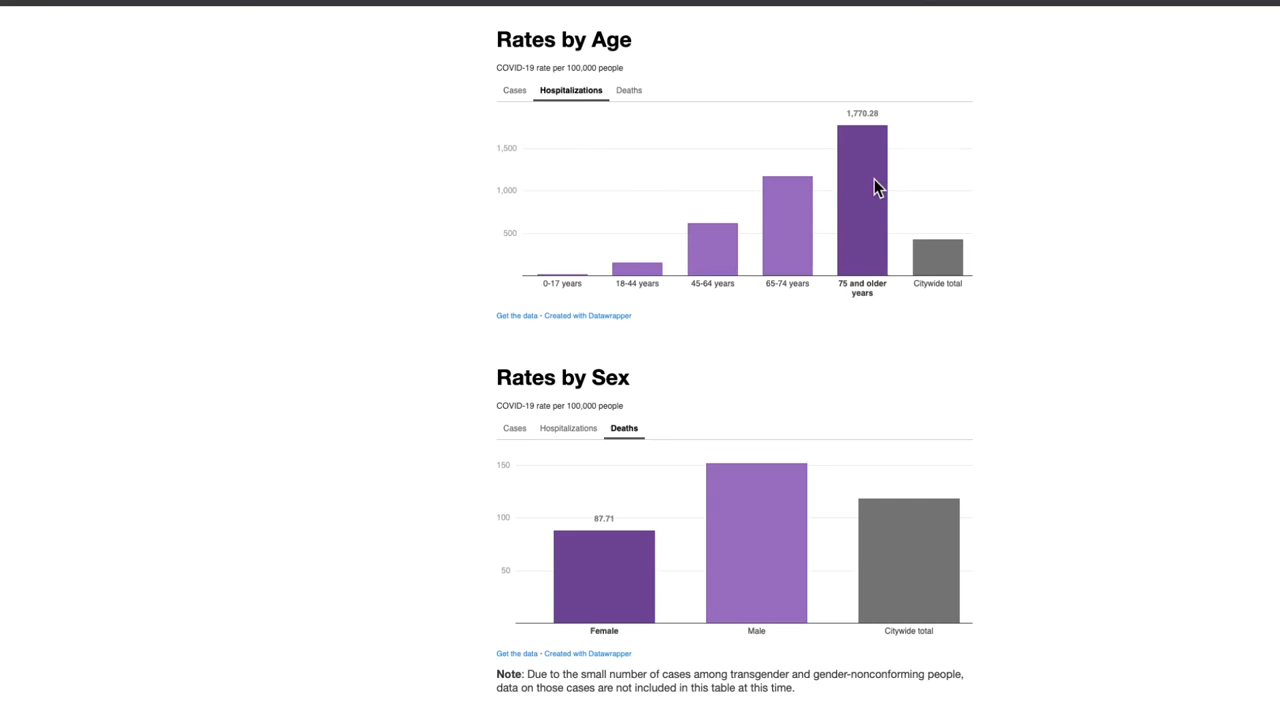 Rates by Age
COVID-19 rate per 100,000 people
Cases Hospitalizations Deaths
1,770.28
1,500
1,000
500
0-17 years 18-44 years 45-64 years 65-74 years 75 and older years Citywide total
Get the data • Created with Datawrapper
Rates by Sex
COVID-19 rate per 100,000 people
Cases Hospitalizations Deaths
150
100
87.71
50
Female Male Citywide total
Get the data • Created with Datawrapper
Note: Due to the small number of cases among transgender and gender-nonconforming people,
data on those cases are not included in this table at this time.